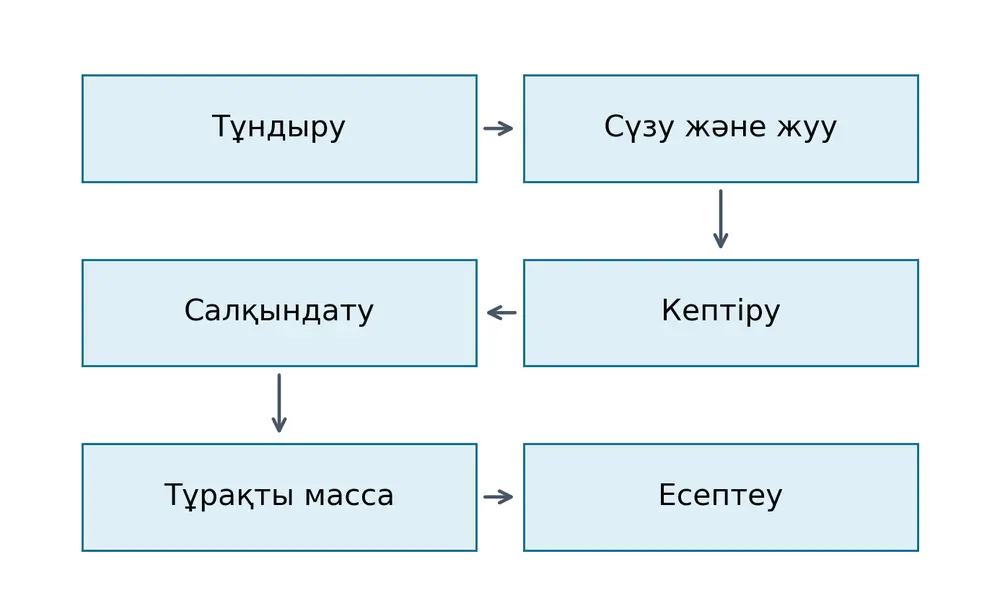 Тұндыру
Сүзу және жуу
Салқындату
Кептіру
Тұрақты масса
Есептеу